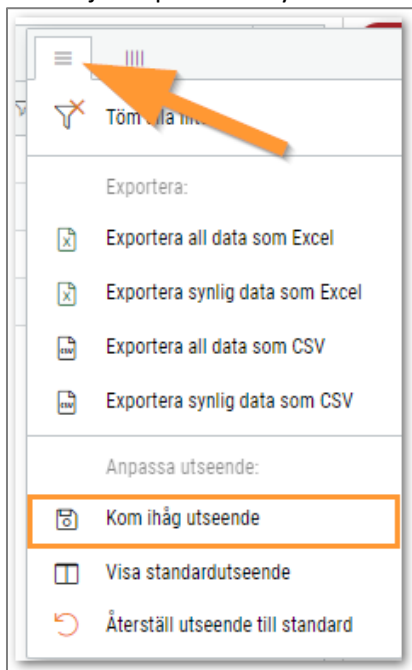 Töm
Exportera:
Exportera all data som Excel
Exportera synlig data som Excel
Exportera all data som CSV
Exportera synlig data som CSV
Anpassa utseende:
Kom ihåg utseende
Visa standardutseende
Återställ utseende till standard